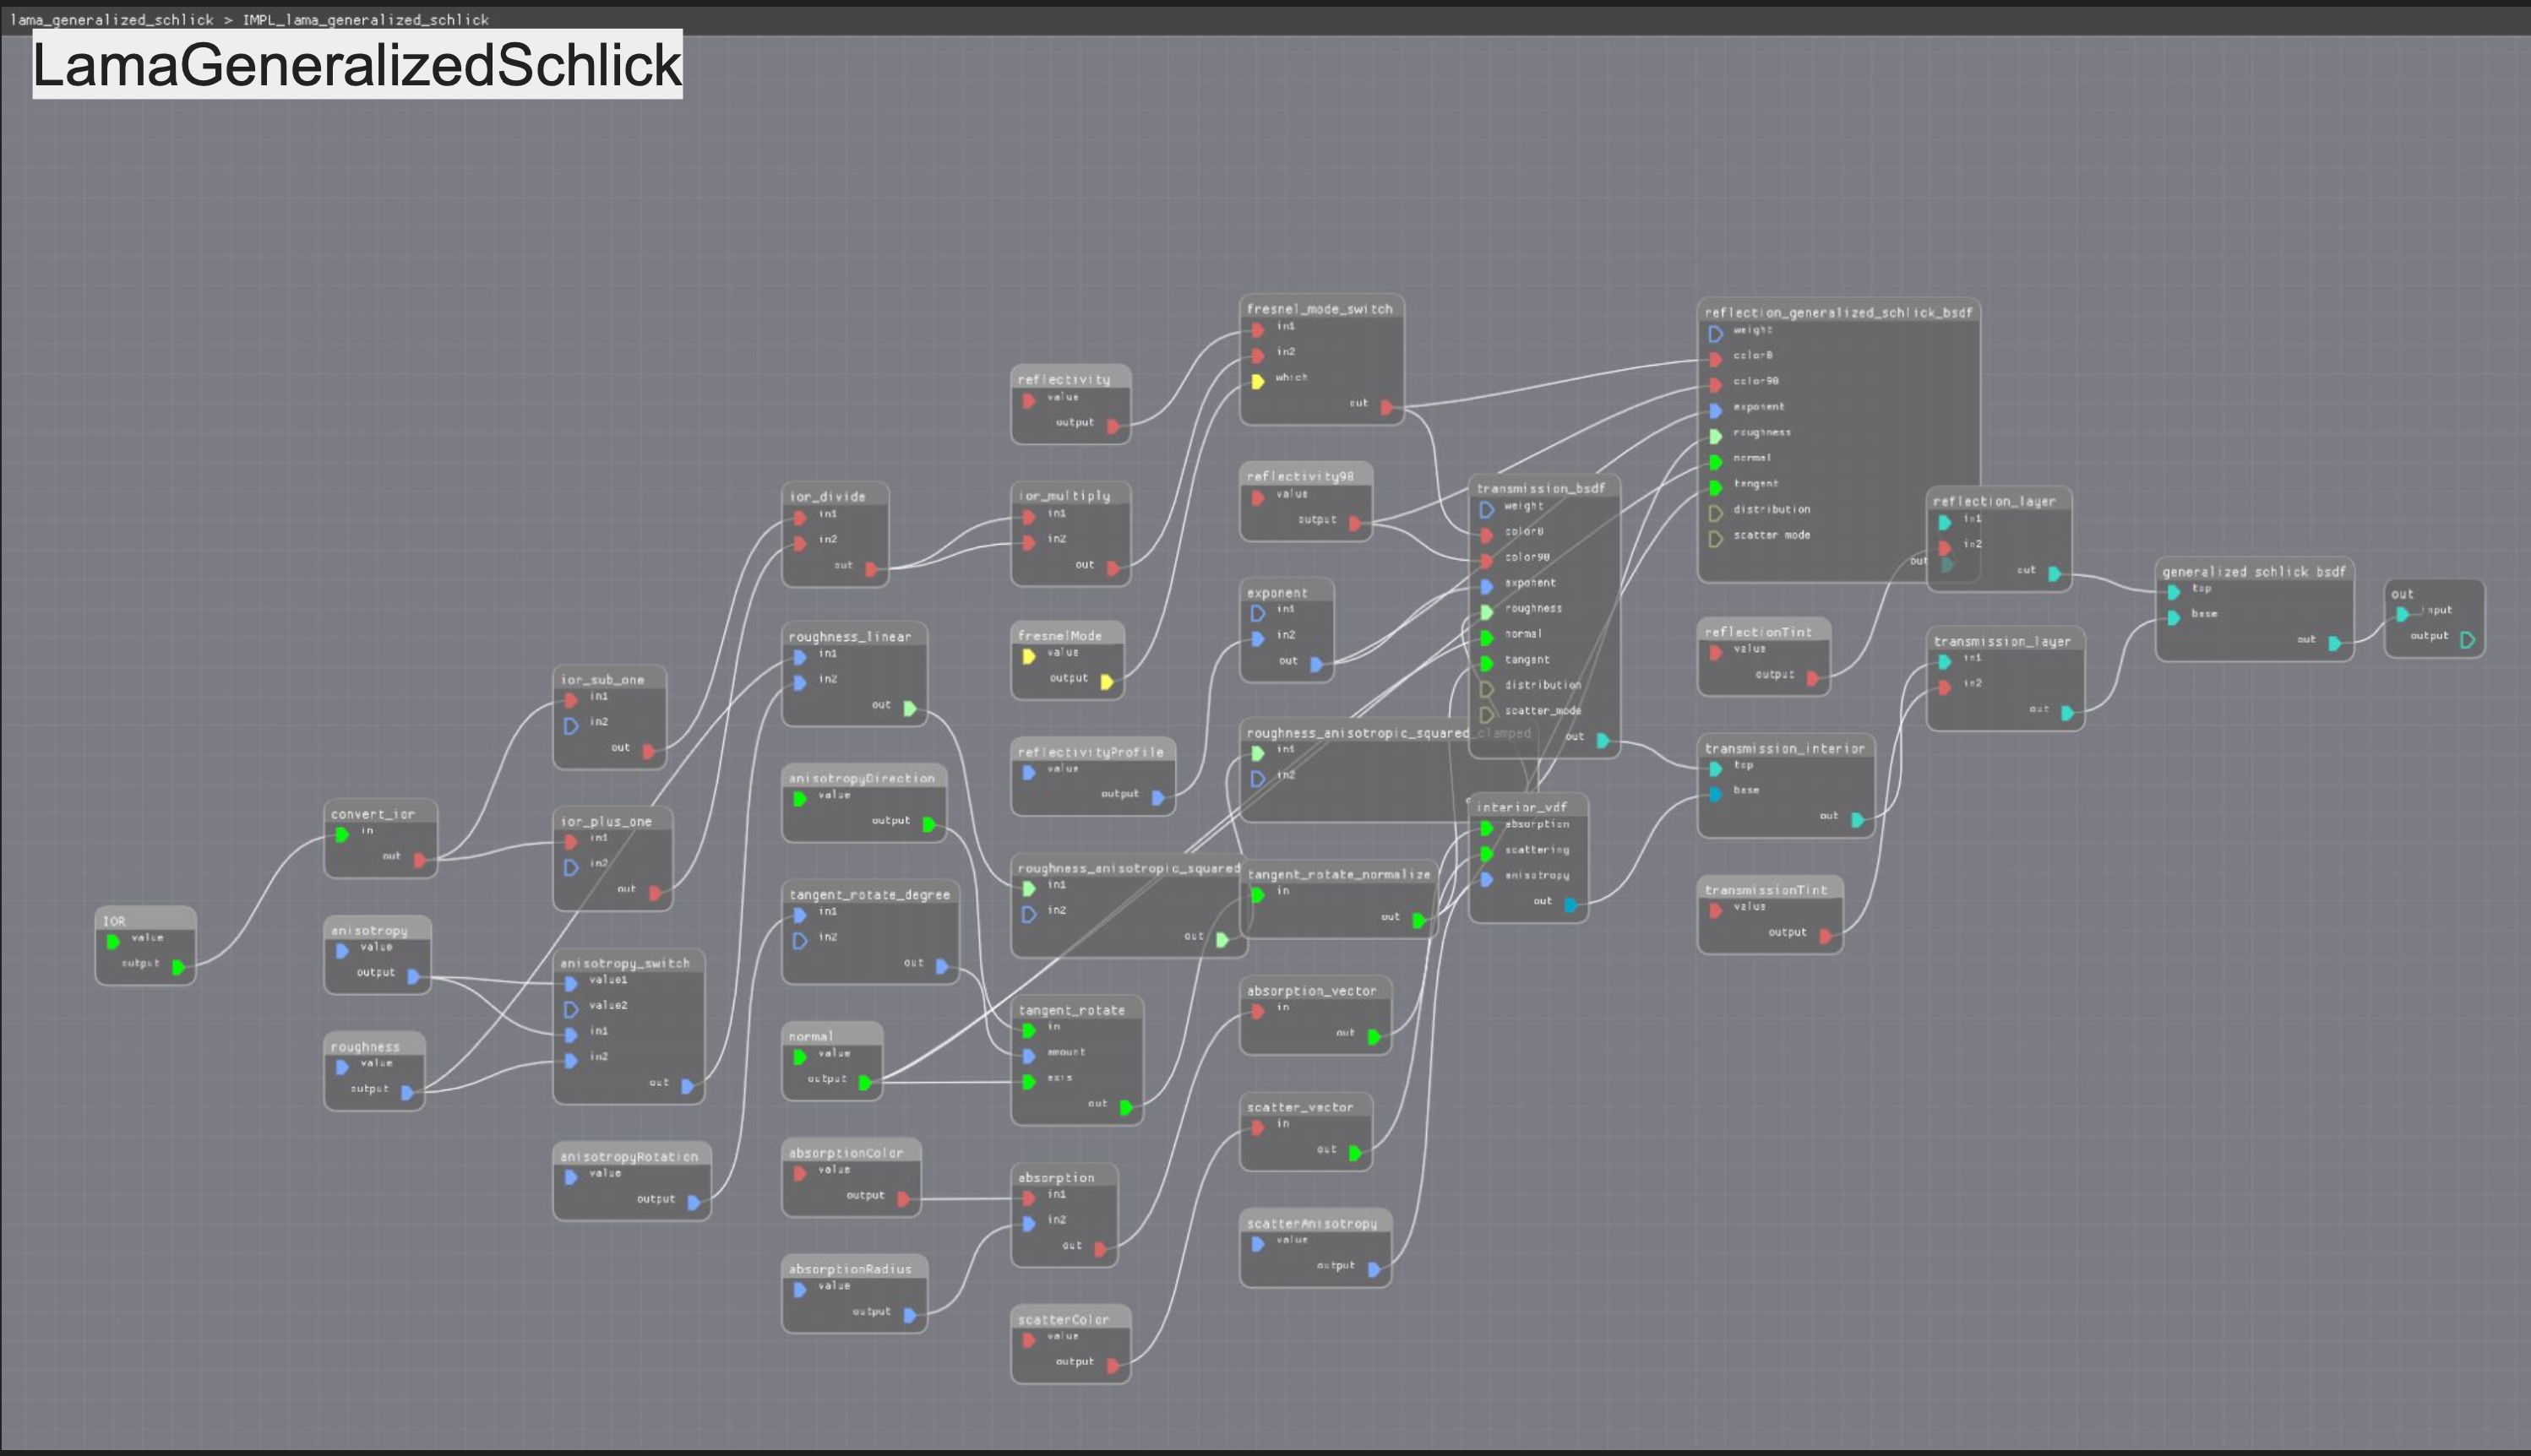 lama_generalized_schlick > IMPL_lama_generalized_schlick
LamaGeneralizedSchlick
IOR
value
output
convert_ior
in
out
anisotropy
value
output
roughness
value
output
ior_sub_one
in1
in2
out
ior_plus_one
in1
in2
out
anisotropy_switch
value1
value2
in1
in2
out
anisotropyRotation
value
output
ior_divide
in1
in2
out
roughness_linear
in1
in2
out
anisotropyDirection
value
output
tangent_rotate_degree
in1
in2
out
normal
value
output
absorptionColor
value
output
absorptionRadius
value
output
reflectivity
value
output
ior_multiply
in1
in2
out
fresnelMode
value
output
reflectivityProfile
value
output
roughness_anisotropic_squared
in1
in2
out
tangent_rotate
in
amount
axis
out
absorption
in1
in2
out
scatterColor
value
output
fresnel_mode_switch
in1
in2
which
out
reflectivity90
value
output
exponent
in1
in2
out
roughness_anisotropic_squared_clamped
in1
in2
tangent_rotate_normalize
in
out
absorption_vector
in
out
scatter_vector
in
out
scatterAnisotropy
value
output
transmission_bsdf
weight
color0
color90
exponent
roughness
normal
tangent
distribution
scatter_mode
out
interior_vdf
absorption
scattering
anisotropy
out
reflection_generalized_schlick_bsdf
weight
color0
color90
exponent
roughness
normal
tangent
distribution
scatter_mode
out
reflectionTint
value
output
transmission_interior
top
base
out
transmissionTint
value
output
reflection_layer
in1
in2
out
transmission_layer
in1
in2
out
generalized_schlick_bsdf
top
base
out
out
input
output